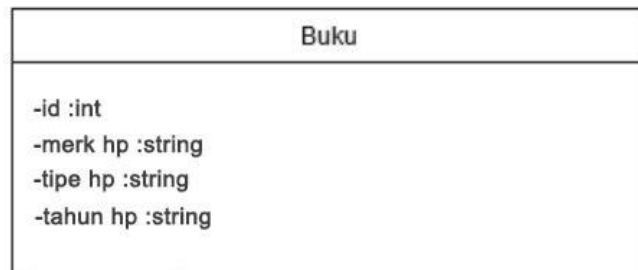 Buku
-id :int
-merk hp :string
-tipe hp :string
-tahun hp :string